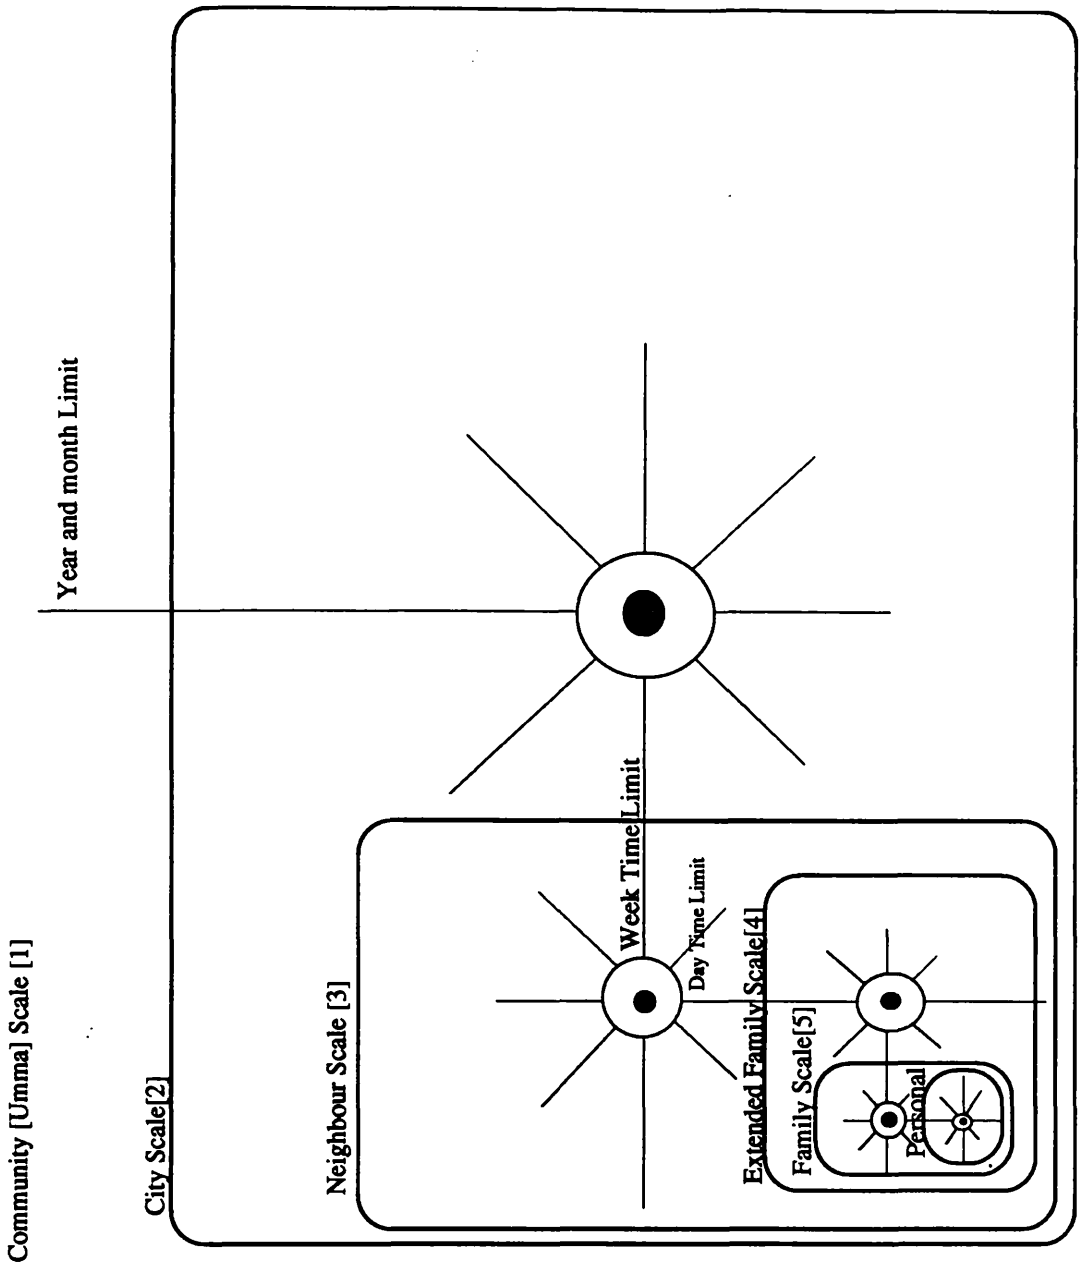 Community [Umma] Scale [1]
Year and month Limit
City Scale[2]
Neighbour Scale [3]
Week Time Limit
Day Time Limit
Extended Family Scale[4]
Family Scale[5]
Personal